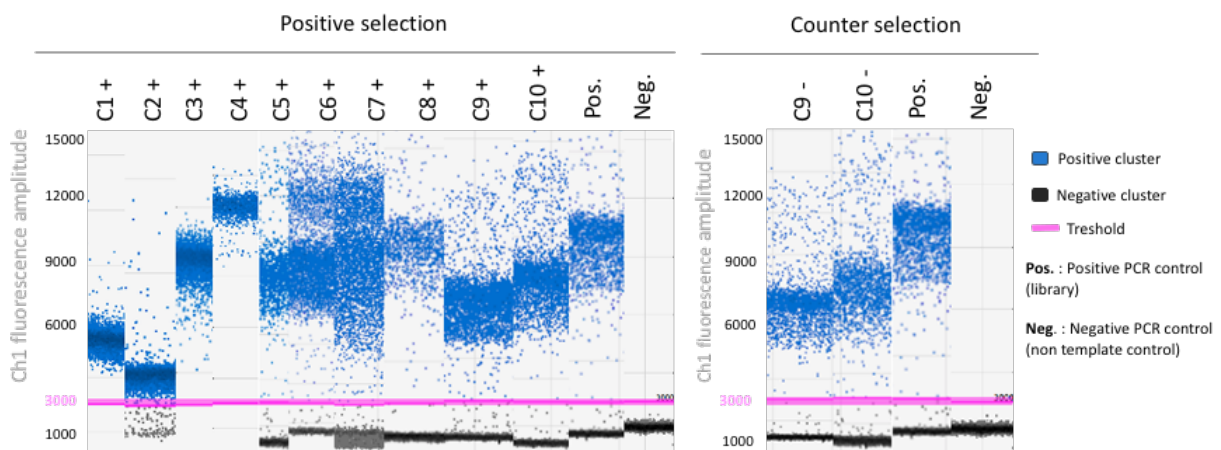 Positive selection
Counter selection
C1 +
C2 +
C3 +
C4 +
C5 +
C6 +
C7 +
C8 +
C9 +
C10 +
Pos.
Neg.
C9 -
C10 -
Pos.
Neg.
Ch1 fluorescence amplitude
15000
12000
9000
6000
3000
1000
3000
Ch1 fluorescence amplitude
15000
12000
9000
6000
3000
1000
3000
Positive cluster
Negative cluster
Treshold
Pos. : Positive PCR control
(library)
Neg. : Negative PCR control
(non template control)